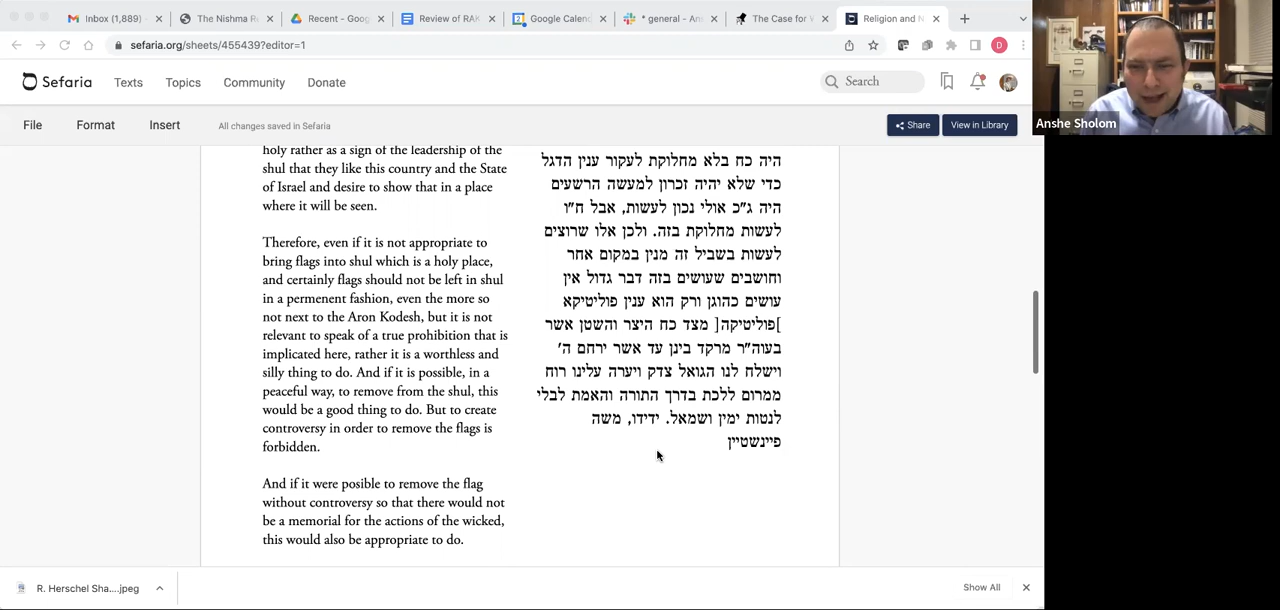 Inbox (1,889)
The Nishma R
Recent - Goog
Review of RAK
Google Calend
* general - An
The Case for
Religion and N
sefaria.org/sheets/455439?editor=1
D
Sefaria
Texts
Topics
Community
Donate
Search
File
Format
Insert
All changes saved in Sefaria
Share
View in Library
Anshe Sholom
holy rather as a sign of the leadership of the
shul that they like this country and the State
of Israel and desire to show that in a place
where it will be seen.
Therefore, even if it is not appropriate to
bring flags into shul which is a holy place,
and certainly flags should not be left in shul
in a permenent fashion, even the more so
not next to the Aron Kodesh, but it is not
relevant to speak of a true prohibition that is
implicated here, rather it is a worthless and
silly thing to do. And if it is possible, in a
peaceful way, to remove from the shul, this
would be a good thing to do. But to create
controversy in order to remove the flags is
forbidden.
And if it were posible to remove the flag
without controversy so that there would not
be a memorial for the actions of the wicked,
this would also be appropriate to do.
היה כח בלא מחלוקת לעקור ענין הדגל
כדי שלא יהיה זכרון למעשה הרשעים
היה ג"כ אולי נכון לעשות, אבל ח"ו
לעשות מחלוקת בזה. ולכן אלו שרוצים
לעשות בשביל זה מנין במקום אחר
וחושבים שעושים בזה דבר גדול אין
עושים כהוגן ורק הוא ענין פוליטיקא
]פוליטיקה[ מצד כח היצר והשטן אשר
בעוה"ר מרקד בינן עד אשר ירחם ה'
וישלח לנו הגואל צדק ויערה עלינו רוח
ממרום ללכת בדרך התורה והאמת לבלי
לנטות ימין ושמאל. ידידו, משה
פיינשטיין
R. Herschel Sha....jpeg
Show All